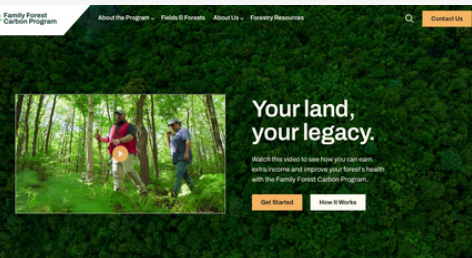 Family Forest
Carbon Program
About the Program
Fields & Forests
About Us
Forestry Resources
Contact Us
Your land,
your legacy.
Watch this video to see how you can earn
extra income and improve your forest's health
with the Family Forest Carbon Program.
Get Started
How It Works